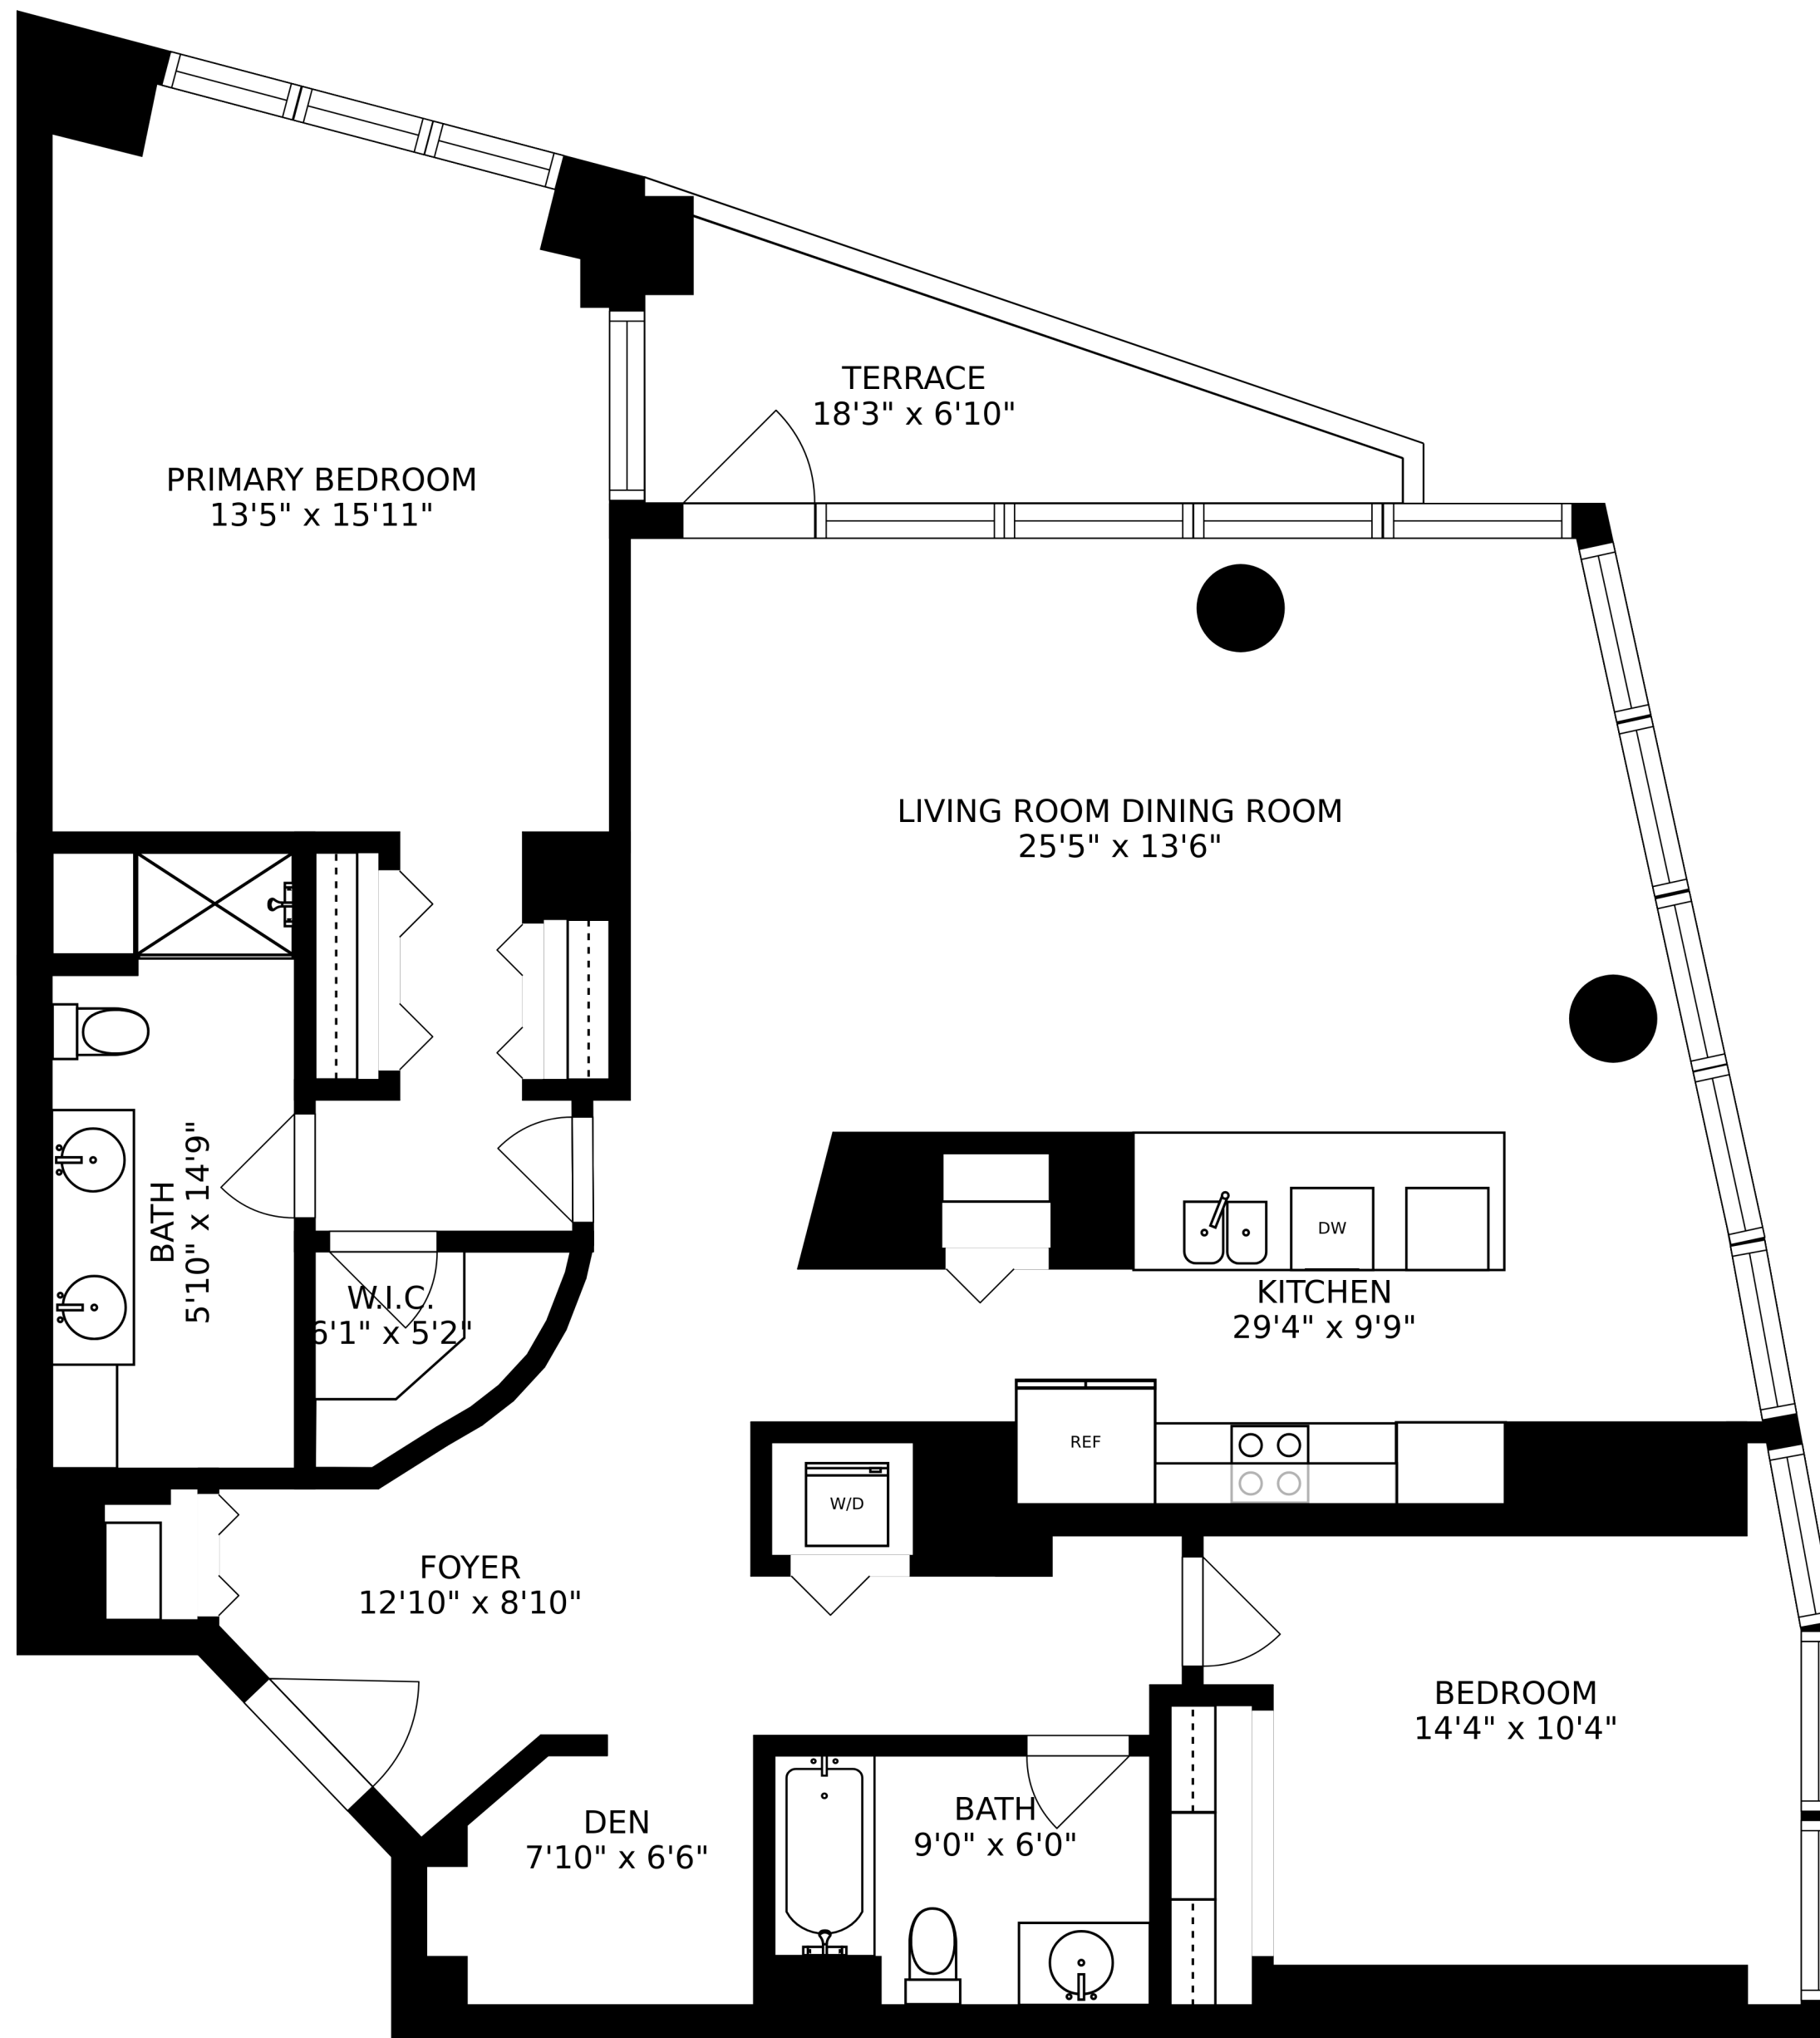 TERRACE
18'3" x 6'10"
PRIMARY BEDROOM
13'5" x 15'11"
LIVING ROOM DINING ROOM
25'5" x 13'6"
BATH
5'10" x 14'9"
DW
W.I.C.
6'1" x 5'2"
KITCHEN
29'4" x 9'9"
REF
W/D
FOYER
12'10" x 8'10"
BEDROOM
14'4" x 10'4"
DEN
7'10" x 6'6"
BATH
9'0" x 6'0"